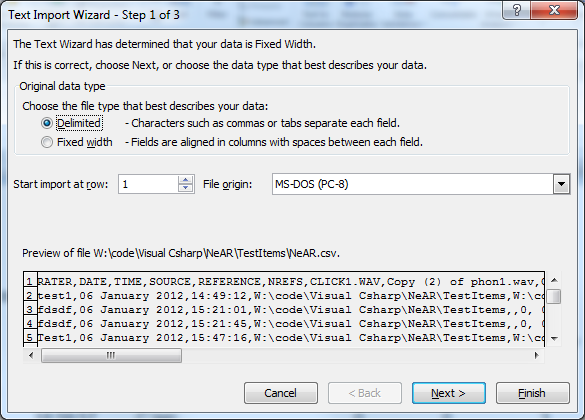 Text Import Wizard - Step 1 of 3
The Text Wizard has determined that your data is Fixed Width.
If this is correct, choose Next, or choose the data type that best describes your data.
Original data type
Choose the file type that best describes your data:
Delimited - Characters such as commas or tabs separate each field.
Fixed width - Fields are aligned in columns with spaces between each field.
Start import at row: 1 File origin: MS-DOS (PC-8)
Preview of file W:\code\Visual Csharp\NeAR\TestItems\NeAR.csv.
1 RATER,DATE,TIME,SOURCE,REFERENCE,NREFS,CLICK1.WAV,Copy (2) of phon1.wav,
2 test1,06 January 2012,14:49:12,W:\code\Visual Csharp\NeAR\TestItems,W:\
3 fdsdf,06 January 2012,15:21:01,W:\code\Visual Csharp\NeAR\TestItems,,0,
4 fdsdf,06 January 2012,15:21:45,W:\code\Visual Csharp\NeAR\TestItems,,0,
5 Test1,06 January 2012,15:47:16,W:\code\Visual Csharp\NeAR\TestItems,W:\
Cancel < Back Next > Finish